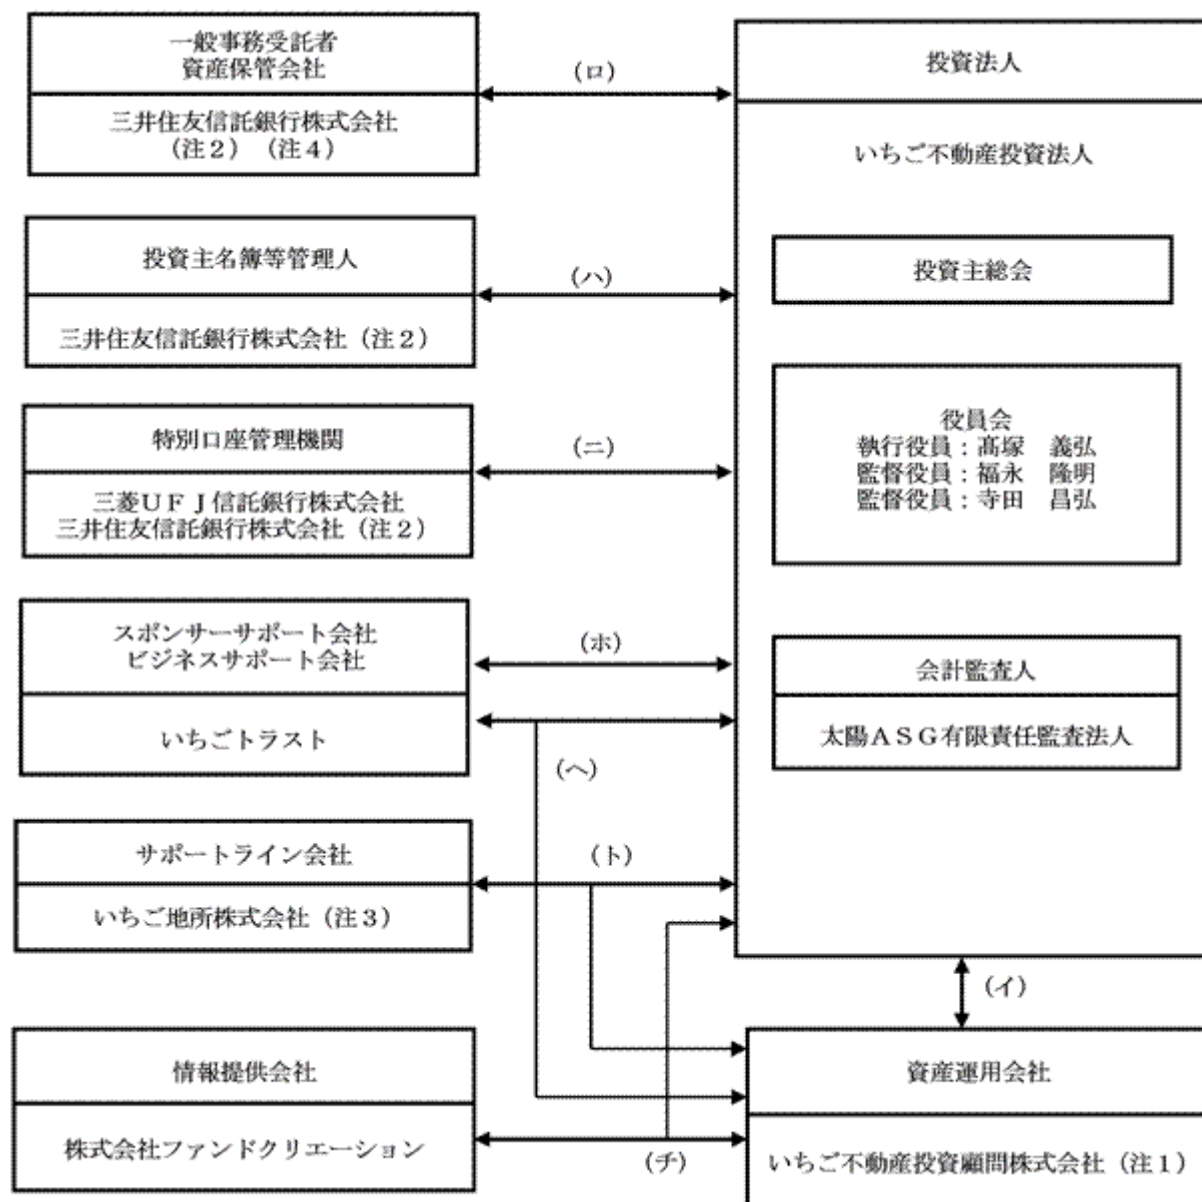 一般事務受託者
資産保管会社
三井住友信託銀行株式会社
（注２）（注４）
（ロ）
投資法人
いちご不動産投資法人
投資主総会
役員会
執行役員：髙塚　義弘
監督役員：福永　隆明
監督役員：寺田　昌弘
会計監査人
太陽ＡＳＧ有限責任監査法人
投資主名簿等管理人
三井住友信託銀行株式会社（注２）
（ハ）
特別口座管理機関
三菱ＵＦＪ信託銀行株式会社
三井住友信託銀行株式会社（注２）
（ニ）
スポンサーサポート会社
ビジネスサポート会社
いちごトラスト
（ホ）
（ヘ）
サポートライン会社
いちご地所株式会社（注３）
（ト）
（イ）
情報提供会社
株式会社ファンドクリエーション
（チ）
資産運用会社
いちご不動産投資顧問株式会社（注１）